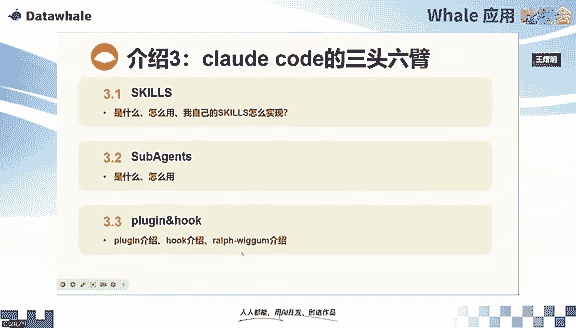 Datawhale
Whale 应用
介绍3：claude code的三头六臂
3.1 SKILLS
• 是什么、怎么用、我自己的SKILLS怎么实现？
3.2 SubAgents
• 是什么、怎么用
3.3 plugin&hook
• plugin介绍、hook介绍、ralph-wiggum介绍
人人都能，用AI开发，创造作品